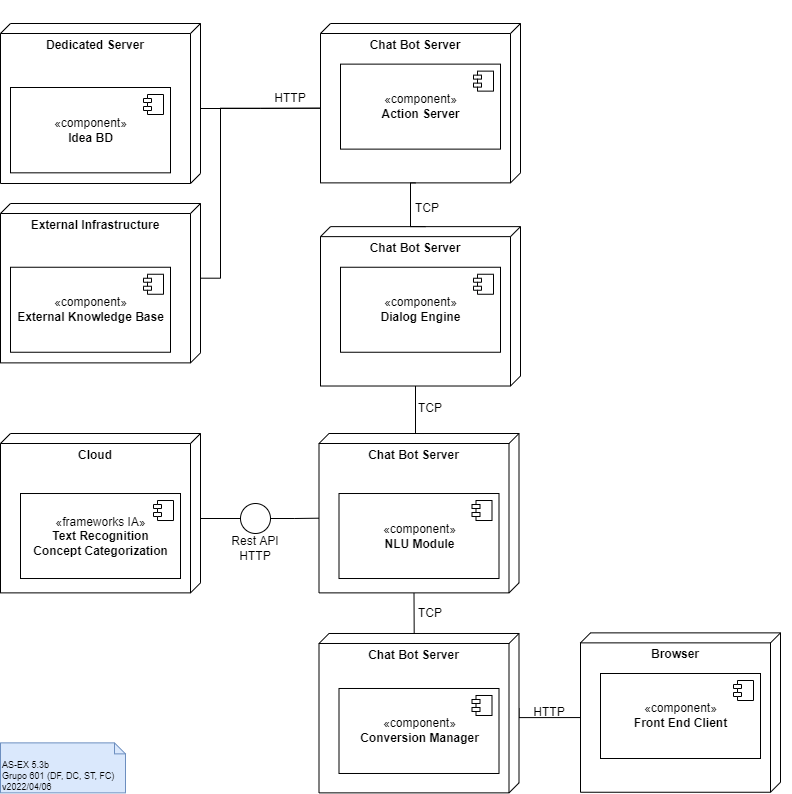 Dedicated Server
«component»
Idea BD
HTTP
Chat Bot Server
«component»
Action Server
External Infrastructure
«component»
External Knowledge Base
TCP
Chat Bot Server
«component»
Dialog Engine
TCP
Cloud
«frameworks IA»
Text Recognition
Concept Categorization
Rest API
HTTP
Chat Bot Server
«component»
NLU Module
TCP
Chat Bot Server
«component»
Conversion Manager
HTTP
Browser
«component»
Front End Client
AS-EX 5.3b
Grupo 601 (DF, DC, ST, FC)
v2022/04/06